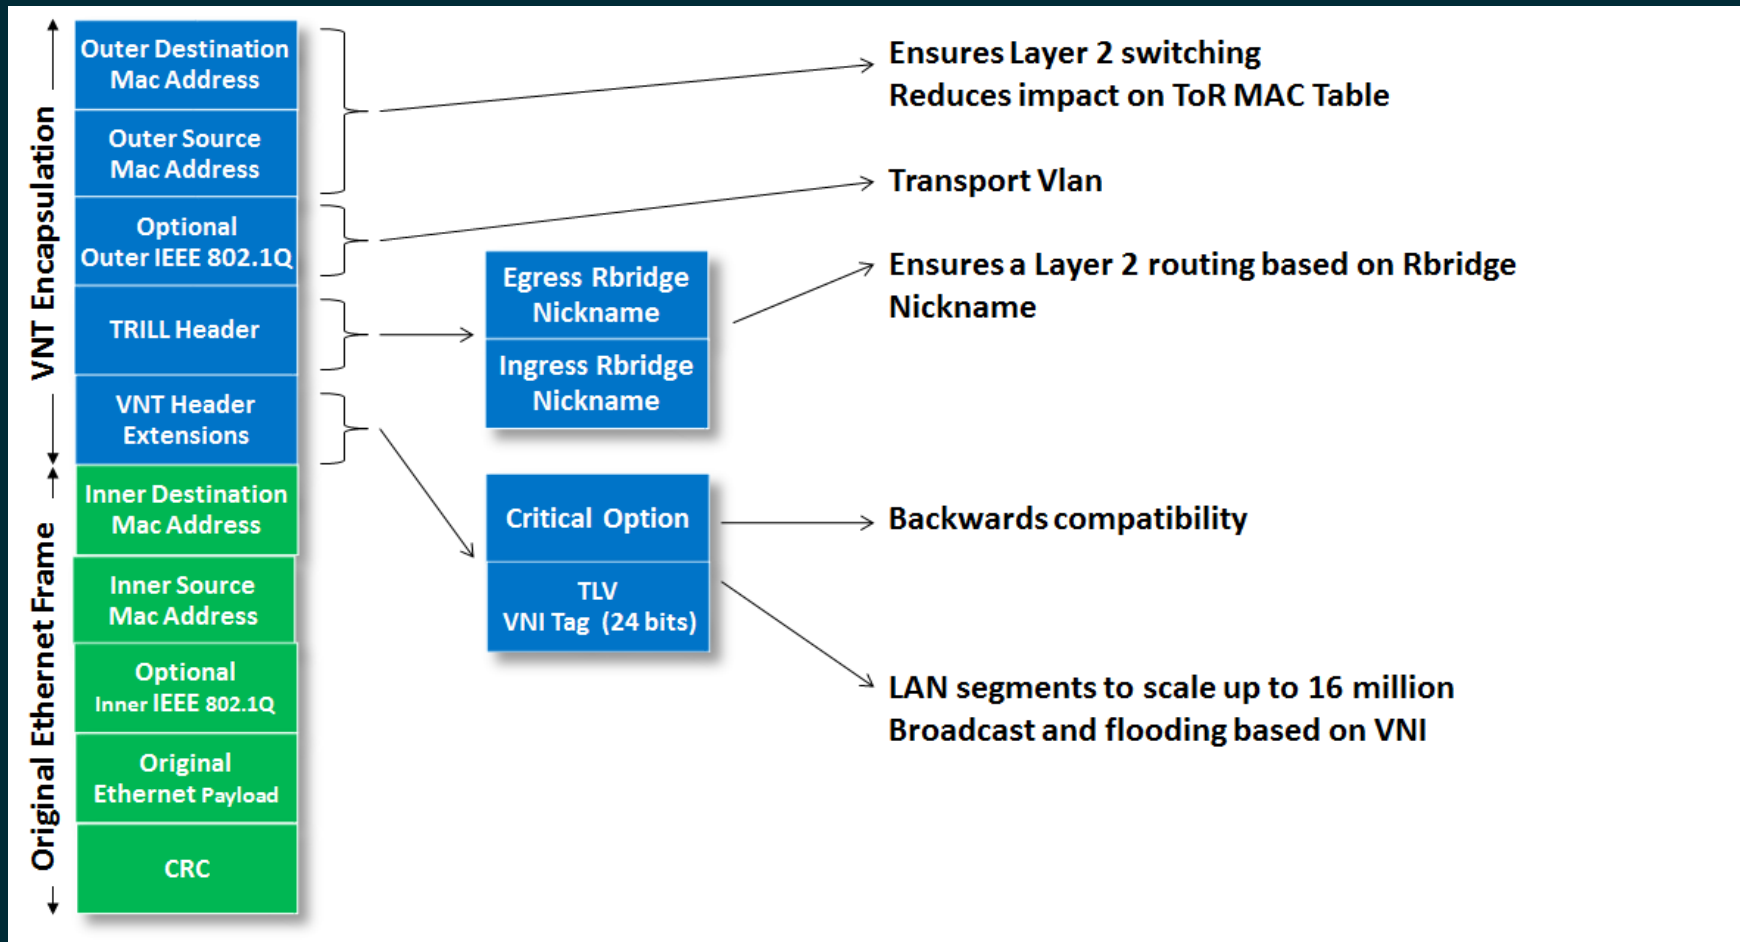 VNT Encapsulation
Outer Destination
Mac Address
Outer Source
Mac Address
Optional
Outer IEEE 802.1Q
TRILL Header
VNT Header
Extensions
Original Ethernet Frame
Inner Destination
Mac Address
Inner Source
Mac Address
Optional
Inner IEEE 802.1Q
Original
Ethernet Payload
CRC
Egress Rbridge
Nickname
Ingress Rbridge
Nickname
Critical Option
TLV
VNI Tag (24 bits)
Ensures Layer 2 switching
Reduces impact on ToR MAC Table
Transport Vlan
Ensures a Layer 2 routing based on Rbridge
Nickname
Backwards compatibility
LAN segments to scale up to 16 million
Broadcast and flooding based on VNI